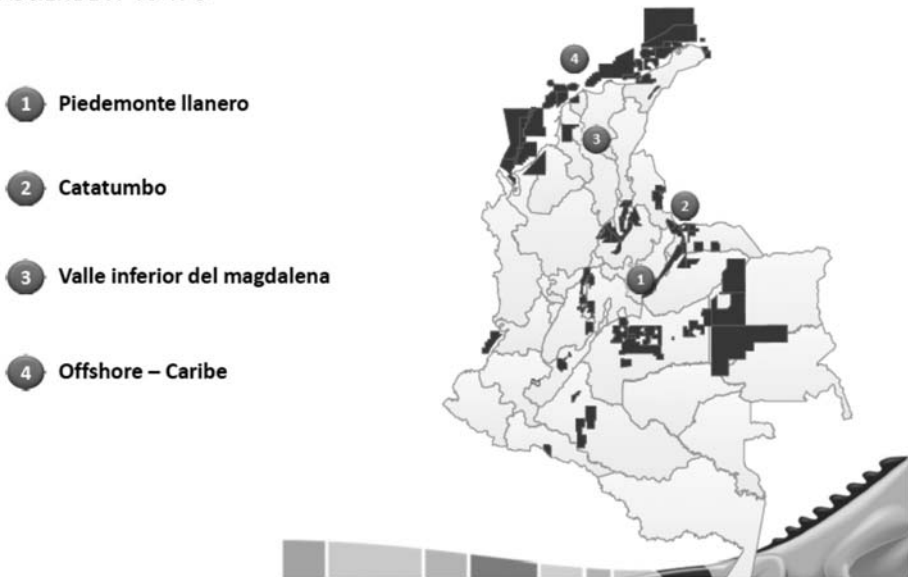 1 Piedemonte llanero
2 Catatumbo
3 Valle inferior del magdalena
4 Offshore – Caribe
4
3
2
1